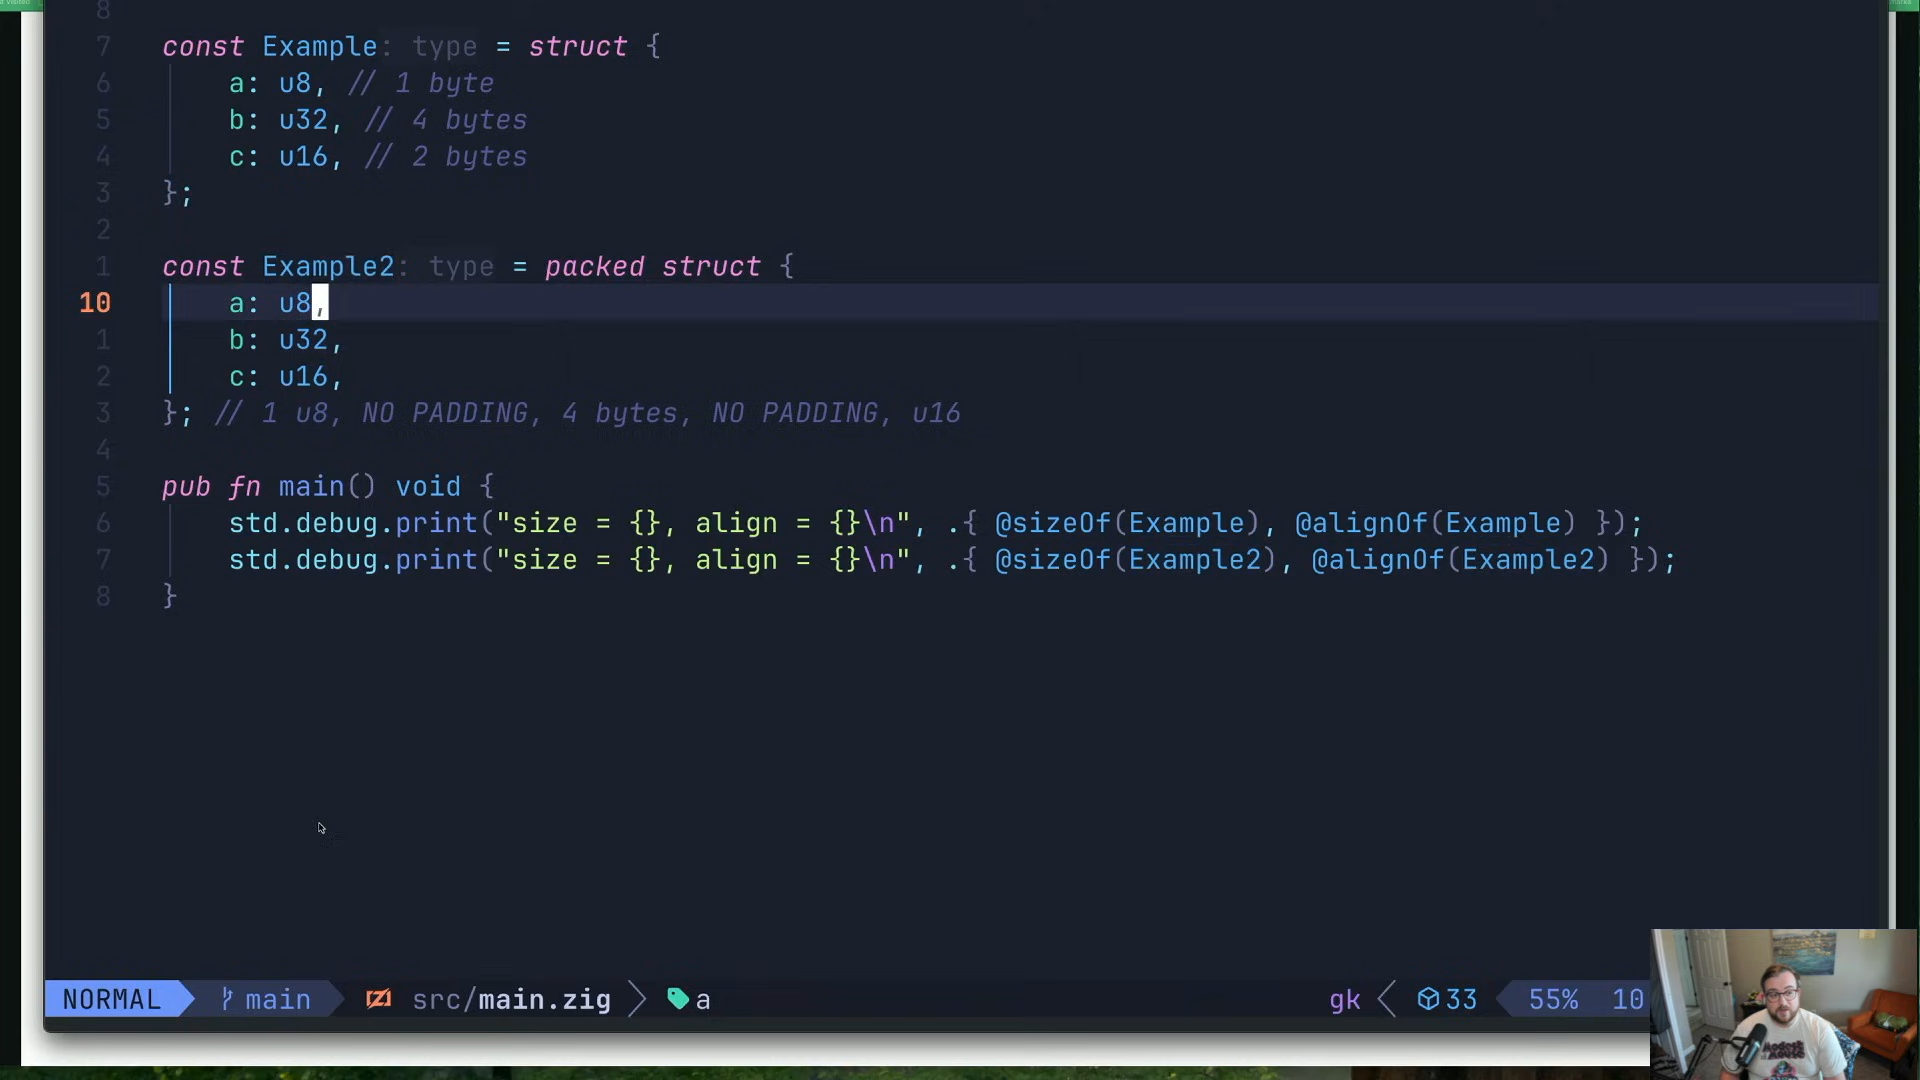 8
7 const Example: type = struct {
6 a: u8, // 1 byte
5 b: u32, // 4 bytes
4 c: u16, // 2 bytes
3 };
2
1 const Example2: type = packed struct {
10 a: u8,
1 b: u32,
2 c: u16,
3 }; // 1 u8, NO PADDING, 4 bytes, NO PADDING, u16
4
5 pub fn main() void {
6 std.debug.print("size = {}, align = {}\n", .{ @sizeOf(Example), @alignOf(Example) });
7 std.debug.print("size = {}, align = {}\n", .{ @sizeOf(Example2), @alignOf(Example2) });
8 }
NORMAL main src/main.zig a gk 33 55% 10